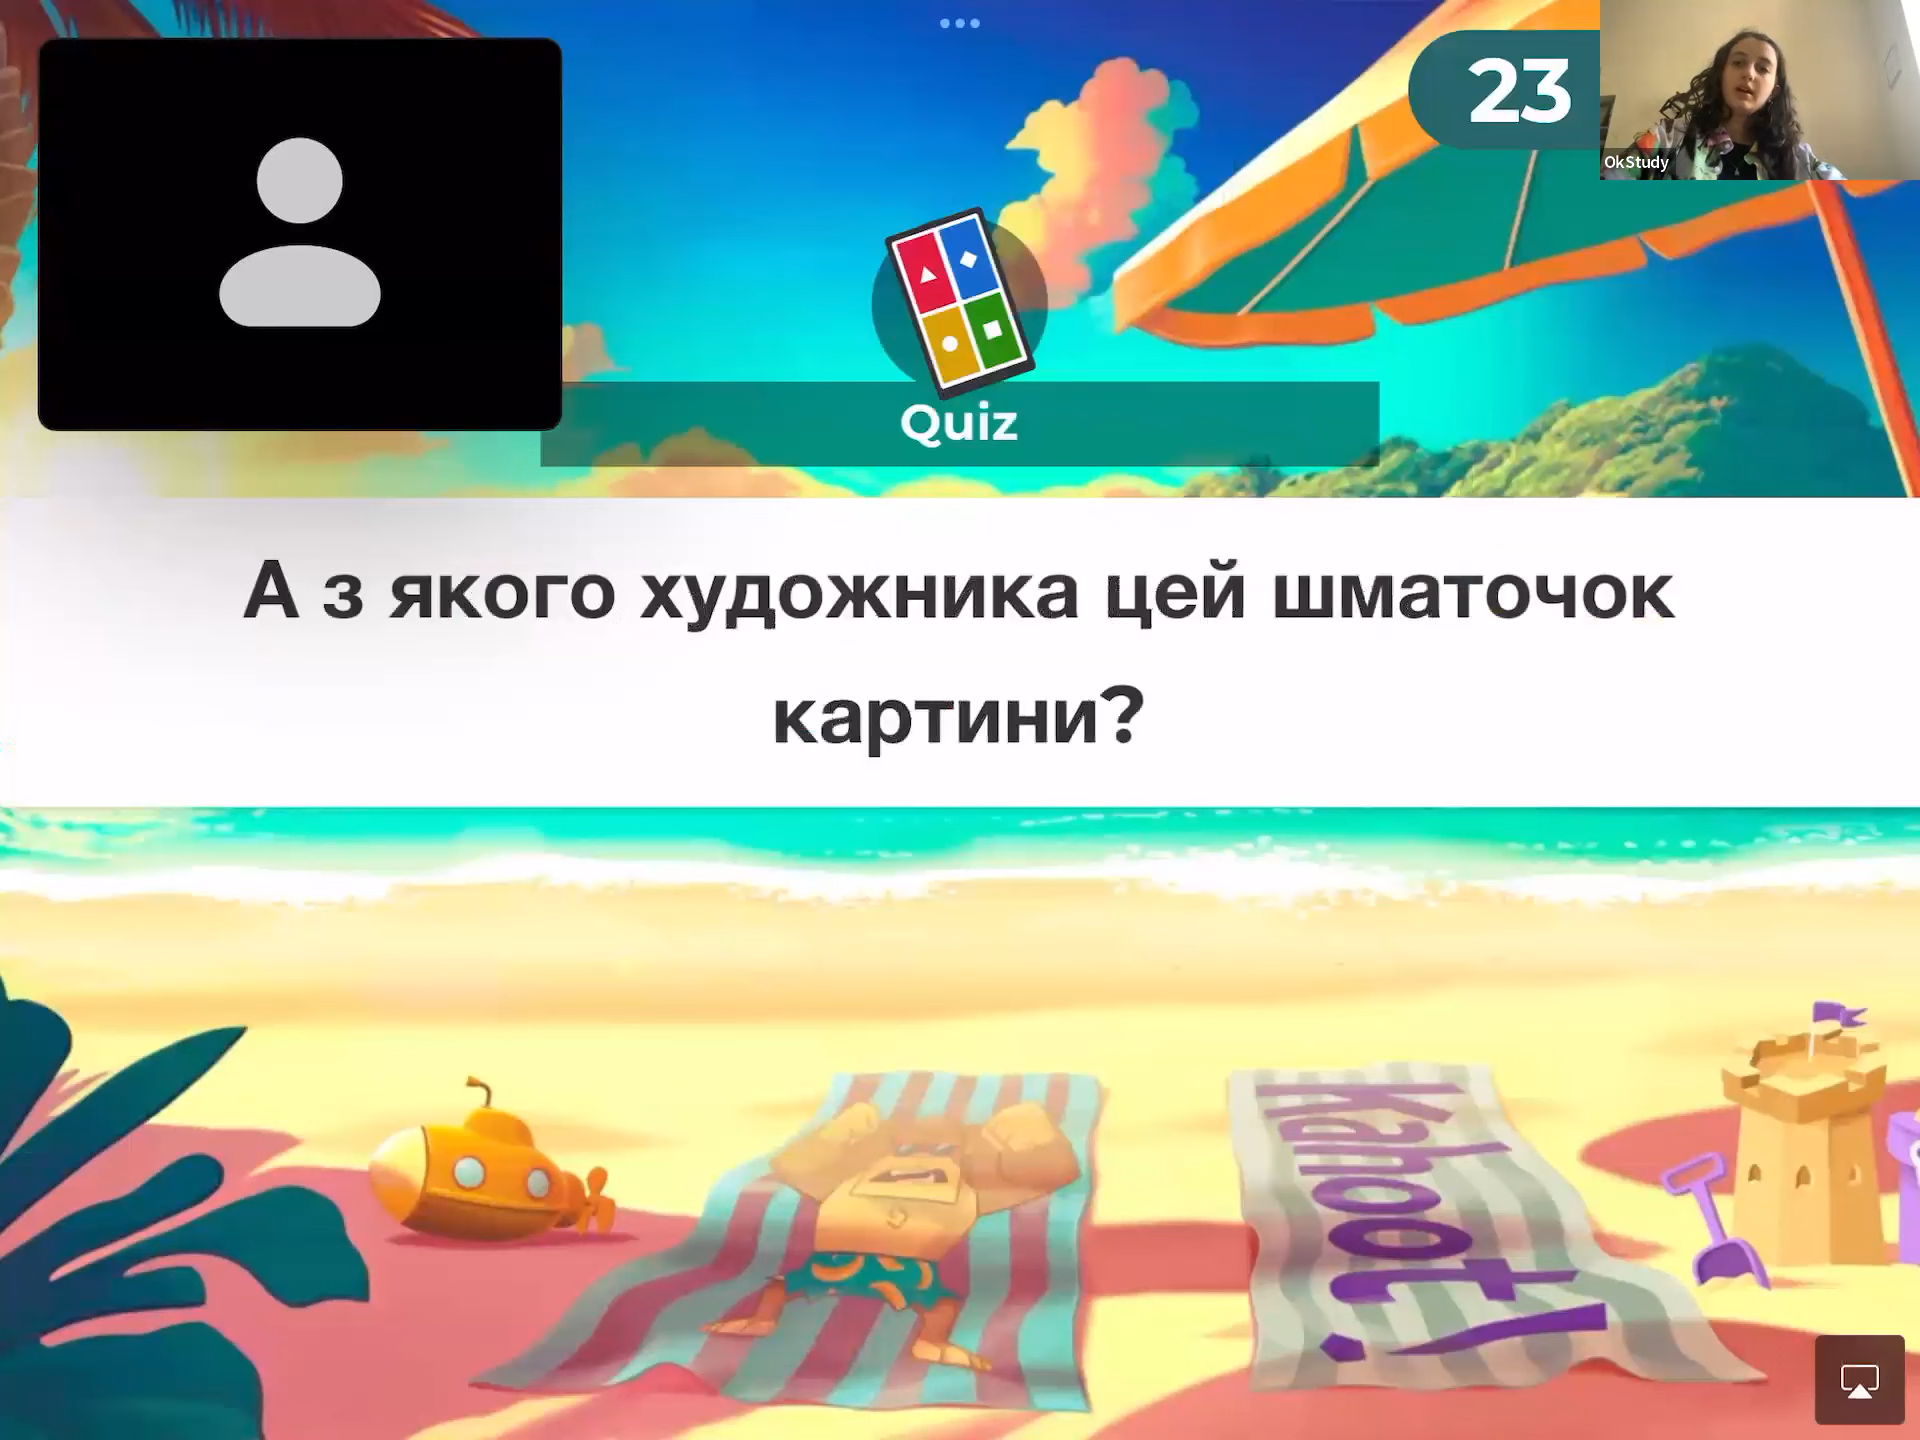 23
OkStudy
Quiz
А з якого художника цей шматочок
картини?
Kahoot!